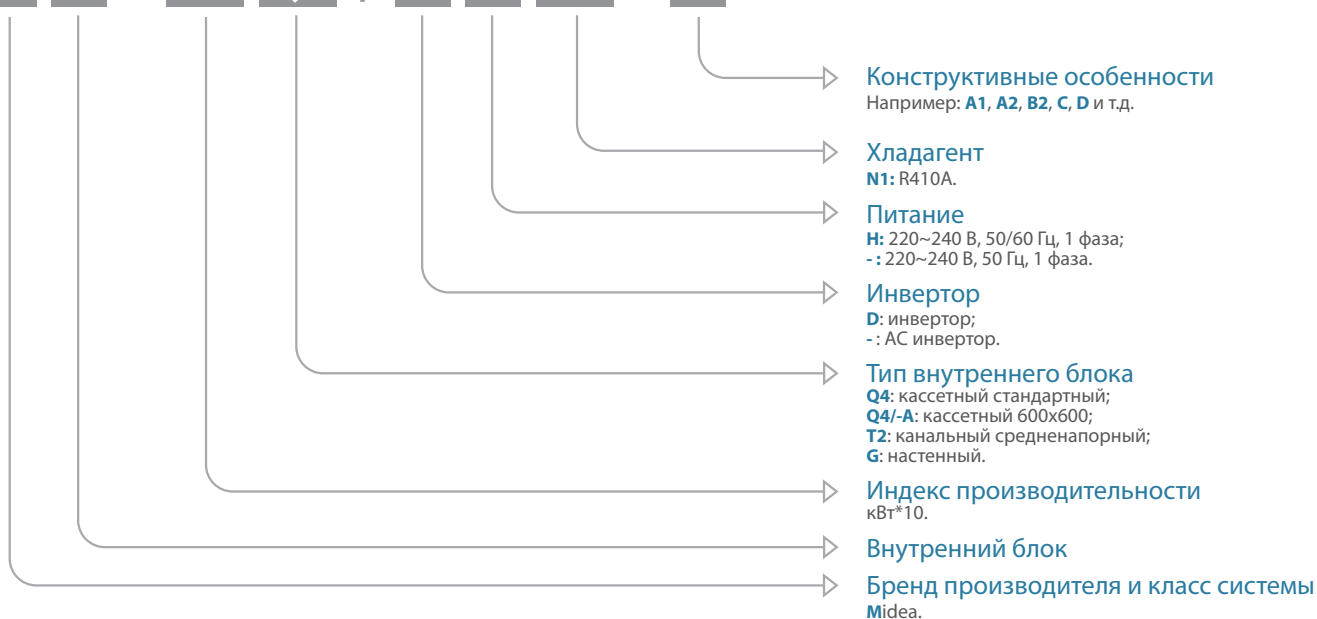 Конструктивные особенности
Например: A1, A2, B2, C, D и т.д.
Хладагент
N1: R410A.
Питание
H: 220~240 В, 50/60 Гц, 1 фаза;
- : 220~240 В, 50 Гц, 1 фаза.
Инвертор
D: инвертор;
- : AC инвертор.
Тип внутреннего блока
Q4: кассетный стандартный;
Q4/-A: кассетный 600x600;
T2: канальный средненапорный;
G: настенный.
Индекс производительности
кВт*10.
Внутренний блок
Бренд производителя и класс системы
Midea.